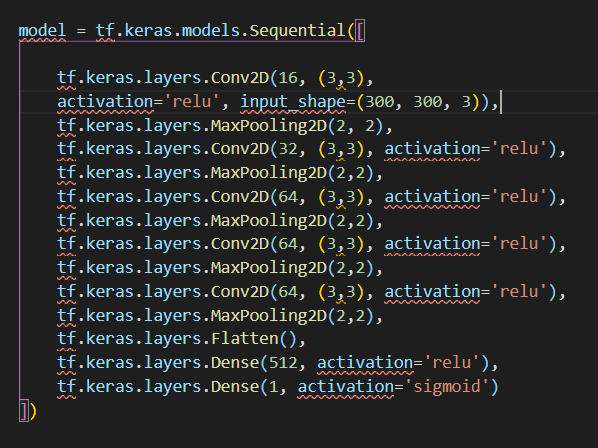 model = tf.keras.models.Sequential([
tf.keras.layers.Conv2D(16, (3,3),
activation='relu', input_shape=(300, 300, 3)),
tf.keras.layers.MaxPooling2D(2, 2),
tf.keras.layers.Conv2D(32, (3,3), activation='relu'),
tf.keras.layers.MaxPooling2D(2,2),
tf.keras.layers.Conv2D(64, (3,3), activation='relu'),
tf.keras.layers.MaxPooling2D(2,2),
tf.keras.layers.Conv2D(64, (3,3), activation='relu'),
tf.keras.layers.MaxPooling2D(2,2),
tf.keras.layers.Conv2D(64, (3,3), activation='relu'),
tf.keras.layers.MaxPooling2D(2,2),
tf.keras.layers.Flatten(),
tf.keras.layers.Dense(512, activation='relu'),
tf.keras.layers.Dense(1, activation='sigmoid')
])